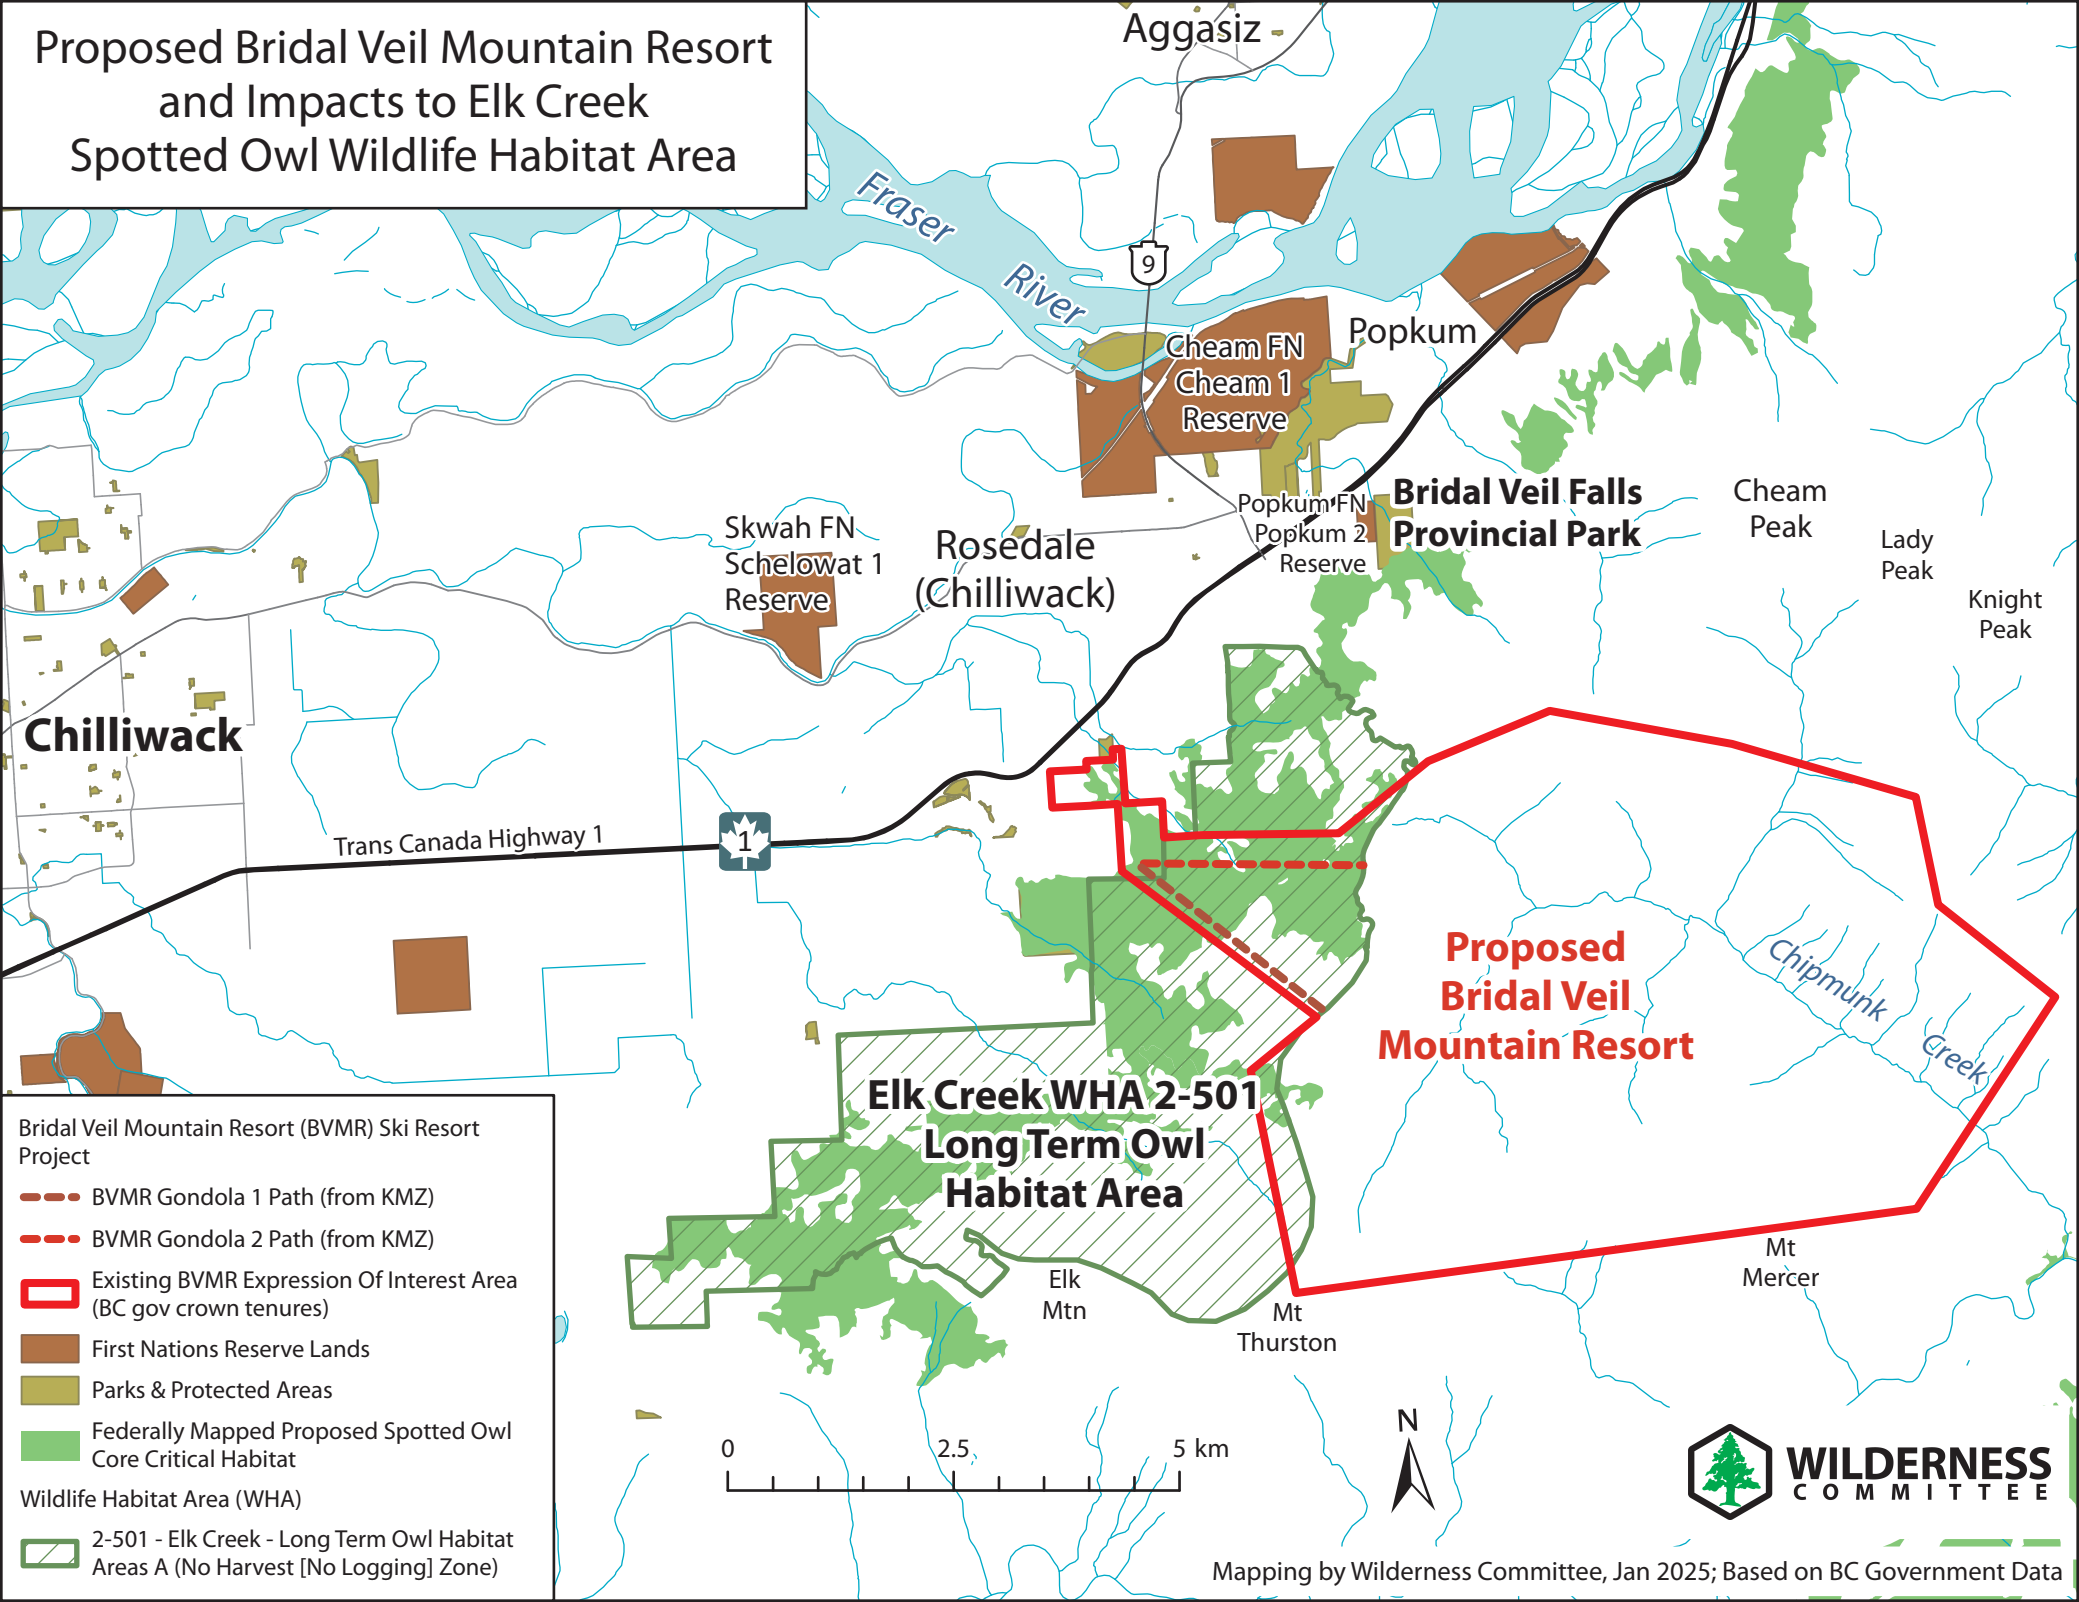 Proposed Bridal Veil Mountain Resort
and Impacts to Elk Creek
Spotted Owl Wildlife Habitat Area
Aggasiz
Fraser
River
9
Cheam FN
Cheam 1
Reserve
Popkum
Popkum FN
Popkum 2
Reserve
Bridal Veil Falls
Provincial Park
Cheam
Peak
Lady
Peak
Knight
Peak
Skwah FN
Schelowat 1
Reserve
Rosedale
(Chilliwack)
Chilliwack
Trans Canada Highway 1
1
Proposed
Bridal Veil
Mountain Resort
Chipmunk
Creek
Elk Creek WHA 2-501
Long Term Owl
Habitat Area
Elk
Mtn
Mt
Thurston
Mt
Mercer
Bridal Veil Mountain Resort (BVMR) Ski Resort
Project
BVMR Gondola 1 Path (from KMZ)
BVMR Gondola 2 Path (from KMZ)
Existing BVMR Expression Of Interest Area
(BC gov crown tenures)
First Nations Reserve Lands
Parks & Protected Areas
Federally Mapped Proposed Spotted Owl
Core Critical Habitat
Wildlife Habitat Area (WHA)
2-501 - Elk Creek - Long Term Owl Habitat
Areas A (No Harvest [No Logging] Zone)
0 2.5 5 km
N
WILDERNESS
COMMITTEE
Mapping by Wilderness Committee, Jan 2025; Based on BC Government Data